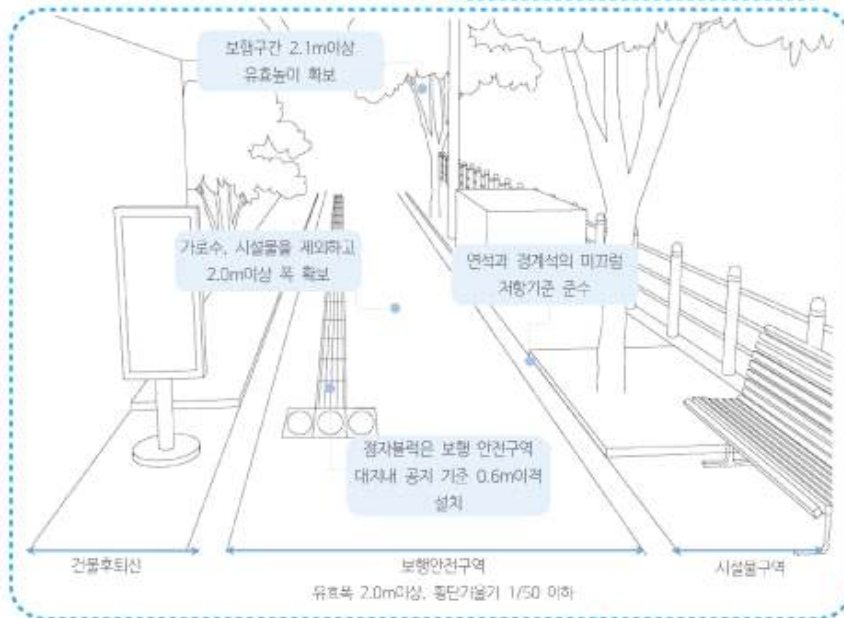 보행구간 2.1m이상
유효높이 확보
가로수, 시설물을 제외하고
2.0m이상 폭 확보
연석과 경계석의 미끄럼
저항기준 준수
점자블럭은 보행 안전구역
대지내 공지 기준 0.6m이격
설치
건물후퇴선
보행안전구역
시설물구역
유효폭 2.0m이상, 횡단기울기 1/50 이하